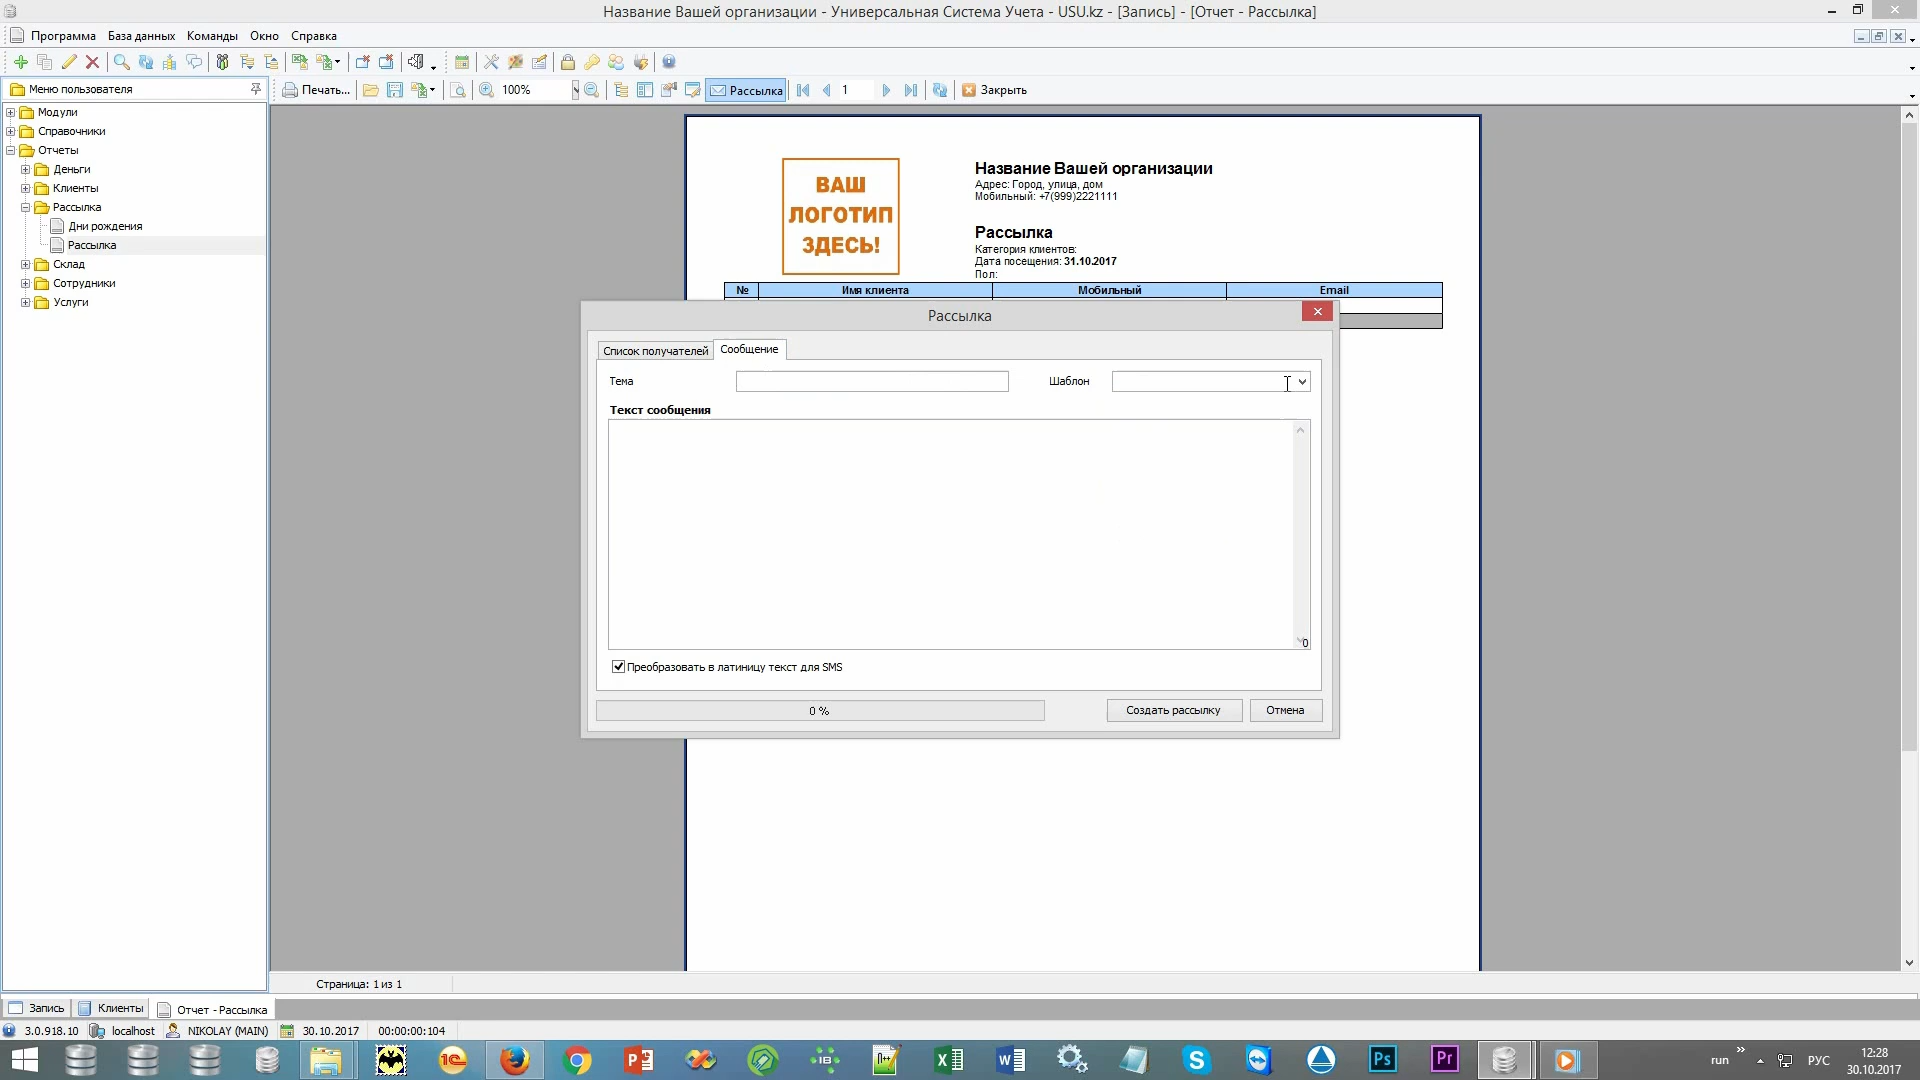 Название Вашей организации - Универсальная Система Учета - USU.kz - [Запись] - [Отчет - Рассылка]
Программа База данных Команды Окно Справка
Меню пользователя
Печать... 100% Рассылка 1 Закрыть
Модули
Справочники
Отчеты
Деньги
Клиенты
Рассылка
Дни рождения
Рассылка
Склад
Сотрудники
Услуги
ВАШ
ЛОГОТИП
ЗДЕСЬ!
Название Вашей организации
Адрес: Город, улица, дом
Мобильный: +7(999)2221111
Рассылка
Категория клиентов:
Дата посещения: 31.10.2017
Пол:
№ Имя клиента Мобильный Email
Рассылка
Список получателей Сообщение
Тема Шаблон
Текст сообщения
0
Преобразовать в латиницу текст для SMS
0 % Создать рассылку Отмена
Страница: 1 из 1
Запись Клиенты Отчет - Рассылка
3.0.918.10 localhost NIKOLAY (MAIN) 30.10.2017 00:00:00:104
run РУС 12:28
30.10.2017